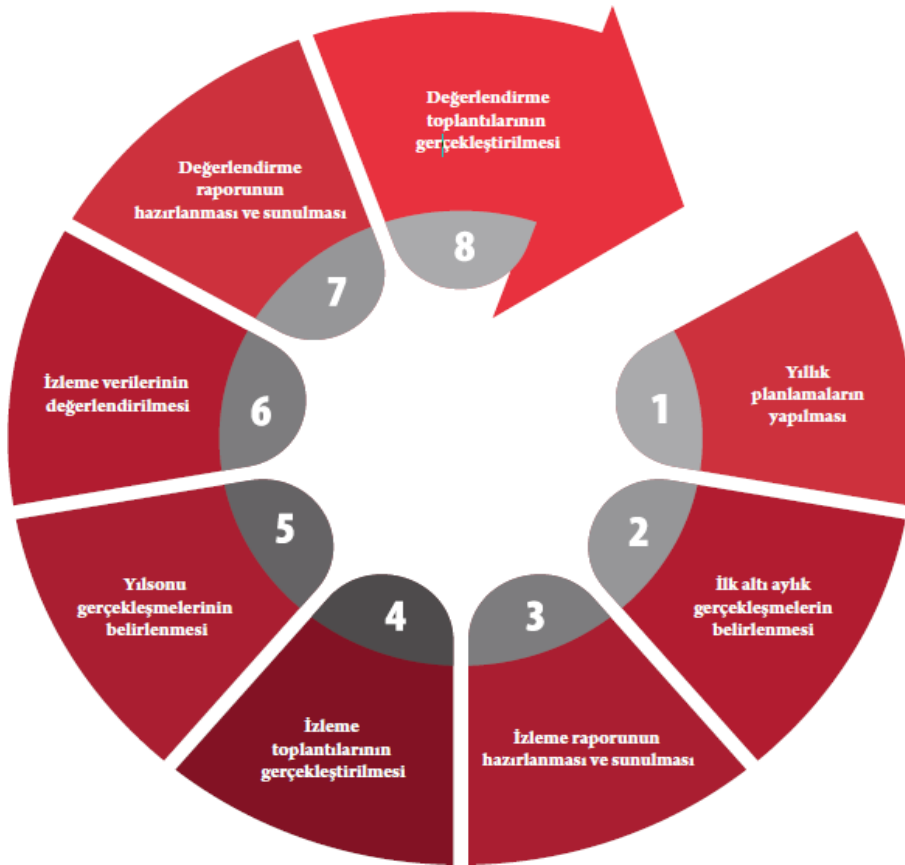 1
Yıllık
planlamaların
yapılması
2
İlk altı aylık
gerçekleşmelerin
belirlenmesi
3
İzleme raporunun
hazırlanması ve sunulması
4
İzleme
toplantılarının
gerçekleştirilmesi
5
Yılsonu
gerçekleşmelerinin
belirlenmesi
6
İzleme verilerinin
değerlendirilmesi
7
Değerlendirme
raporunun
hazırlanması ve sunulması
8
Değerlendirme
toplantılarının
gerçekleştirilmesi